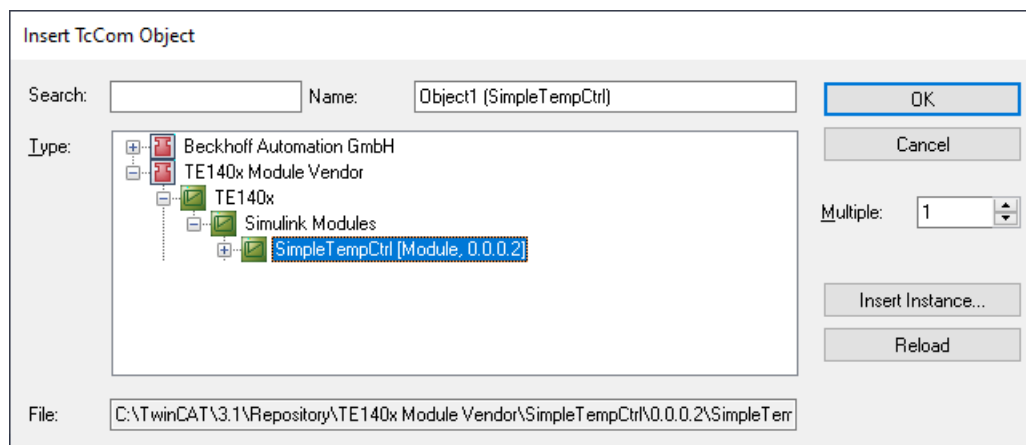 Insert TcCom Object
Search: Name: Object1 (SimpleTempCtrl) OK
Type: Beckhoff Automation GmbH Cancel
TE140x Module Vendor
TE140x
Multiple: 1
Simulink Modules
SimpleTempCtrl [Module, 0.0.0.2]
Insert Instance...
Reload
File: C:\TwinCAT\3.1\Repository\TE140x Module Vendor\SimpleTempCtrl\0.0.0.2\SimpleTem